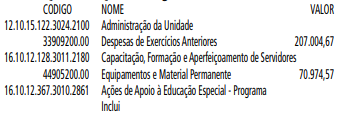 CÓDIGO NOME VALOR
12.10.15.122.3024.2100 Administração da Unidade
33909200.00 Despesas de Exercícios Anteriores 207.004,67
16.10.12.128.3011.2180 Capacitação, Formação e Aperfeiçoamento de Servidores
44905200.00 Equipamentos e Material Permanente 70.974,57
16.10.12.367.3010.2861 Ações de Apoio à Educação Especial - Programa
Inclui